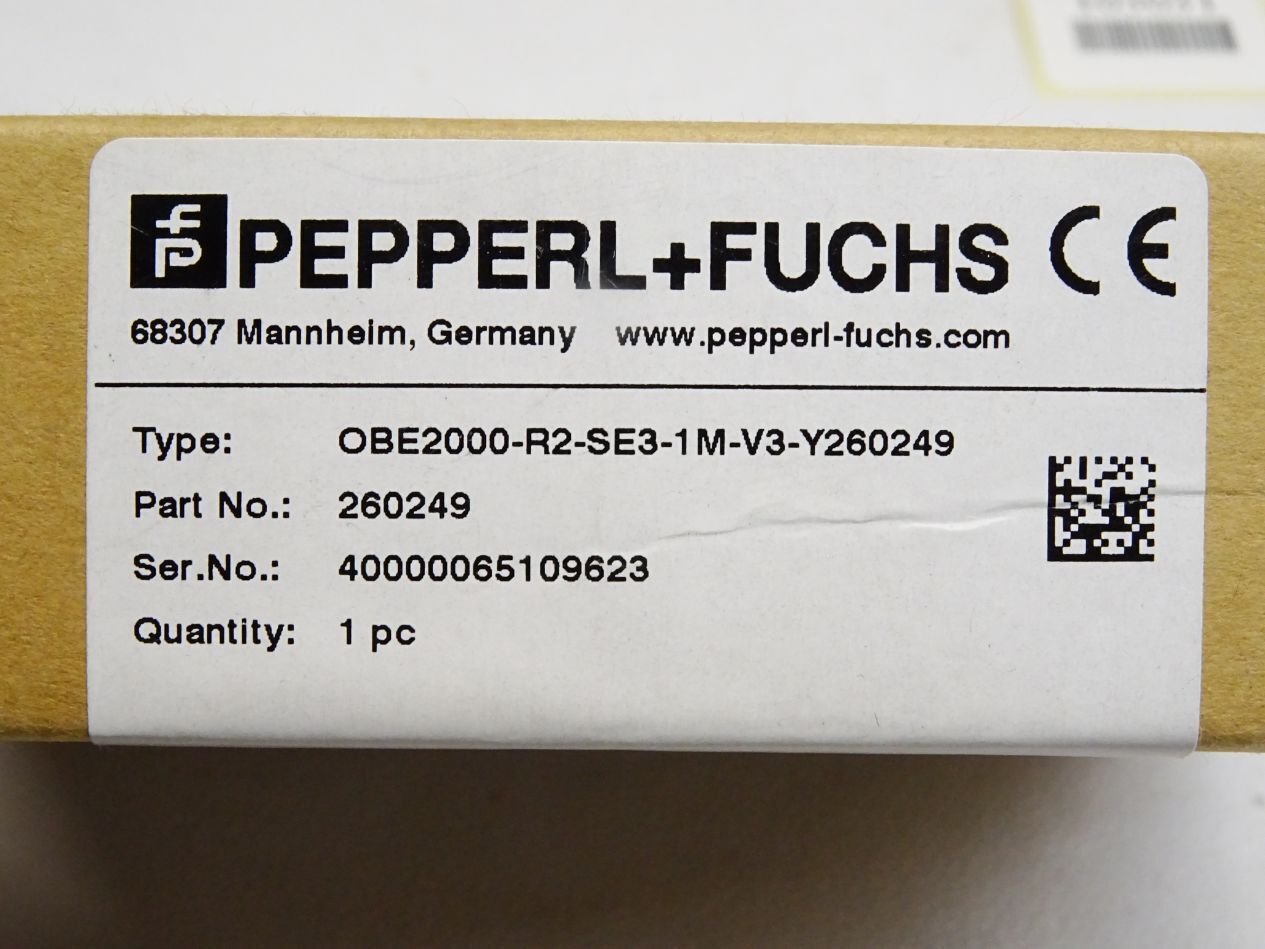 PEPPERL+FUCHS CE
68307 Mannheim, Germany www.pepperl-fuchs.com
Type: OBE2000-R2-SE3-1M-V3-Y260249
Part No.: 260249
Ser.No.: 40000065109623
Quantity: 1 pc